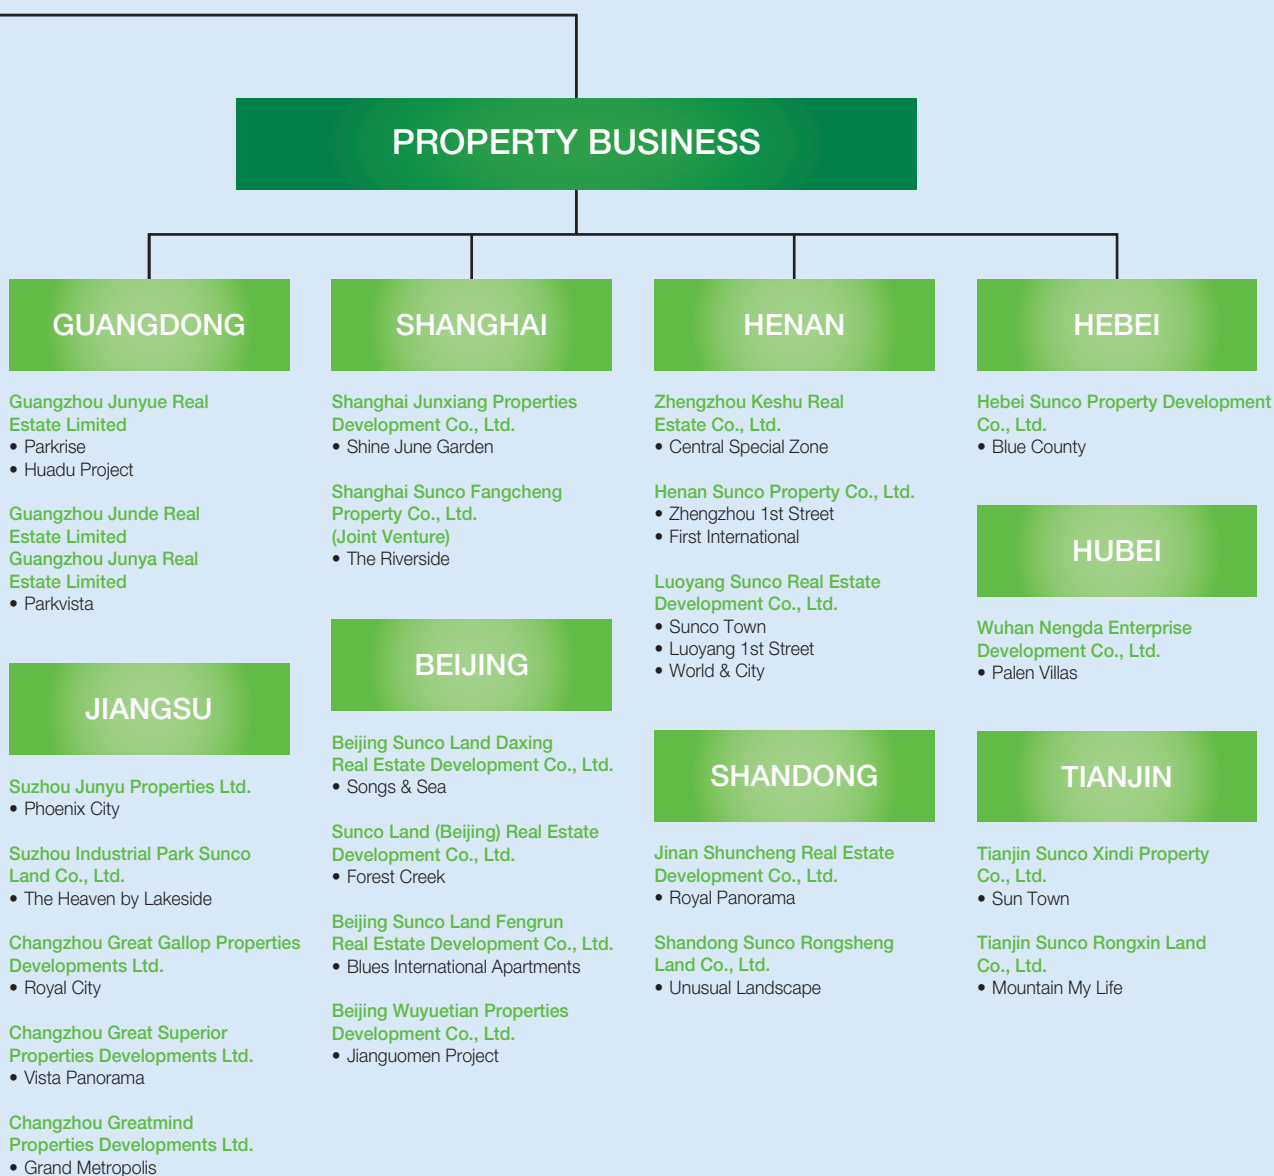 PROPERTY BUSINESS
GUANGDONG
Guangzhou Junyue Real
Estate Limited
• Parkrise
• Huadu Project
Guangzhou Junde Real
Estate Limited
Guangzhou Junya Real
Estate Limited
• Parkvista
JIANGSU
Suzhou Junyu Properties Ltd.
• Phoenix City
Suzhou Industrial Park Sunco
Land Co., Ltd.
• The Heaven by Lakeside
Changzhou Great Gallop Properties
Developments Ltd.
• Royal City
Changzhou Great Superior
Properties Developments Ltd.
• Vista Panorama
Changzhou Greatmind
Properties Developments Ltd.
• Grand Metropolis
SHANGHAI
Shanghai Junxiang Properties
Development Co., Ltd.
• Shine June Garden
Shanghai Sunco Fangcheng
Property Co., Ltd.
(Joint Venture)
• The Riverside
BEIJING
Beijing Sunco Land Daxing
Real Estate Development Co., Ltd.
• Songs & Sea
Sunco Land (Beijing) Real Estate
Development Co., Ltd.
• Forest Creek
Beijing Sunco Land Fengrun
Real Estate Development Co., Ltd.
• Blues International Apartments
Beijing Wuyuetian Properties
Development Co., Ltd.
• Jianguomen Project
HENAN
Zhengzhou Keshu Real
Estate Co., Ltd.
• Central Special Zone
Henan Sunco Property Co., Ltd.
• Zhengzhou 1st Street
• First International
Luoyang Sunco Real Estate
Development Co., Ltd.
• Sunco Town
• Luoyang 1st Street
• World & City
SHANDONG
Jinan Shuncheng Real Estate
Development Co., Ltd.
• Royal Panorama
Shandong Sunco Rongsheng
Land Co., Ltd.
• Unusual Landscape
HEBEI
Hebei Sunco Property Development
Co., Ltd.
• Blue County
HUBEI
Wuhan Nengda Enterprise
Development Co., Ltd.
• Palen Villas
TIANJIN
Tianjin Sunco Xindi Property
Co., Ltd.
• Sun Town
Tianjin Sunco Rongxin Land
Co., Ltd.
• Mountain My Life